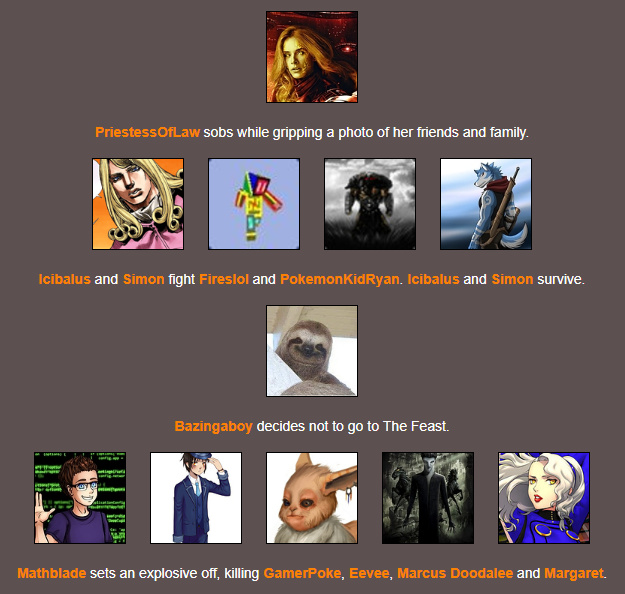 PriestessOfLaw sobs while gripping a photo of her friends and family.
Icibalus and Simon fight Fireslol and PokemonKidRyan. Icibalus and Simon survive.
Bazingaboy decides not to go to The Feast.
Mathblade sets an explosive off, killing GamerPoke, Eevee, Marcus Doodalee and Margaret.